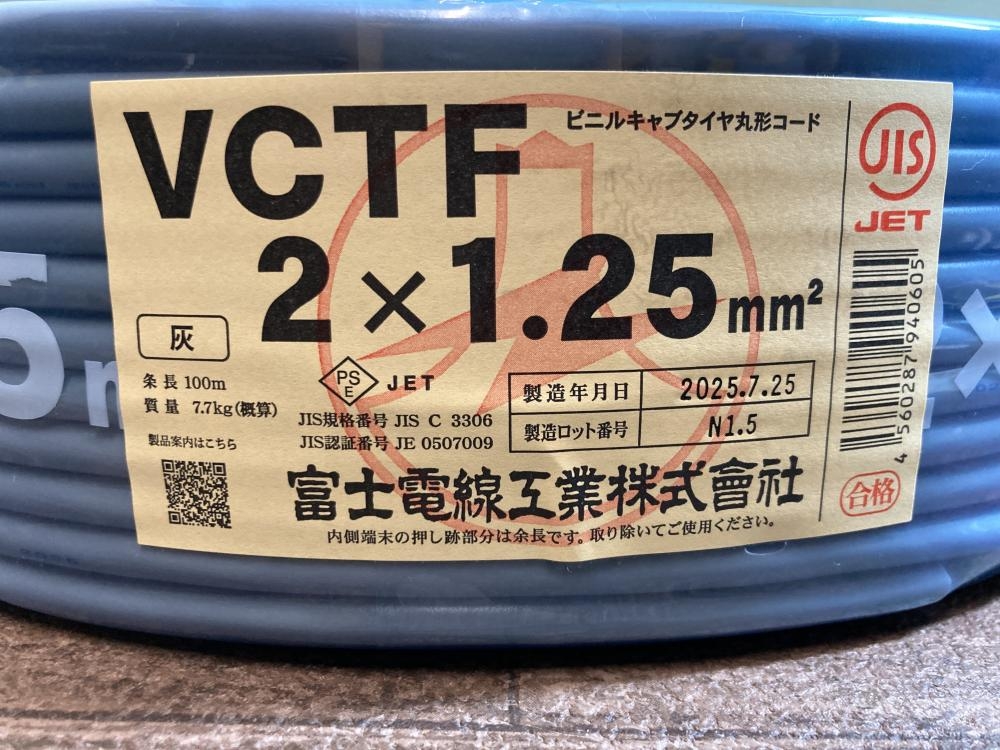 VCTF
ビニルキャブタイヤ丸形コード
2×1.25mm²
灰
条長 100m
質量 7.7kg(概算)
製品案内はこちら
PS
E
JET
JIS規格番号 JIS C 3306
JIS認証番号 JE 0507009
製造年月日 2025.7.25
製造ロット番号 N1.5
富士電線工業株式會社
内側端末の押し跡部分は余長です。取り除いてご使用ください。
JIS
JET
4 560287 940605
合格